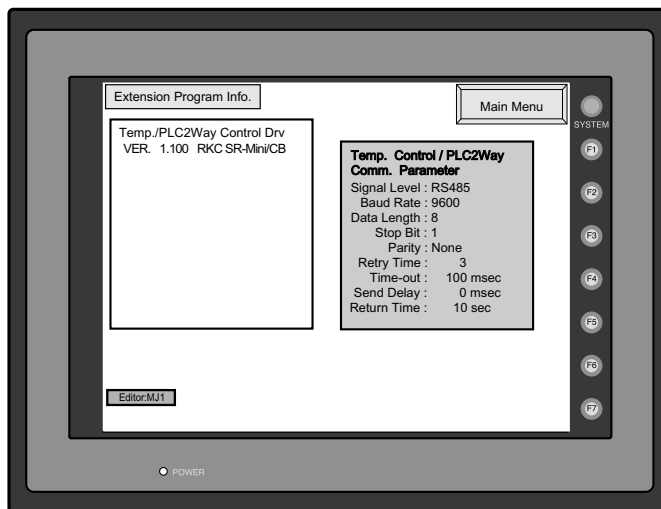 Extension Program Info.
Main Menu
SYSTEM
Temp./PLC2Way Control Drv
VER. 1.100 RKC SR-Mini/CB
Temp. Control / PLC2Way
Comm. Parameter
Signal Level : RS485
Baud Rate : 9600
Data Length : 8
Stop Bit : 1
Parity : None
Retry Time : 3
Time-out : 100 msec
Send Delay : 0 msec
Return Time : 10 sec
F1
F2
F3
F4
F5
F6
F7
Editor:MJ1
POWER